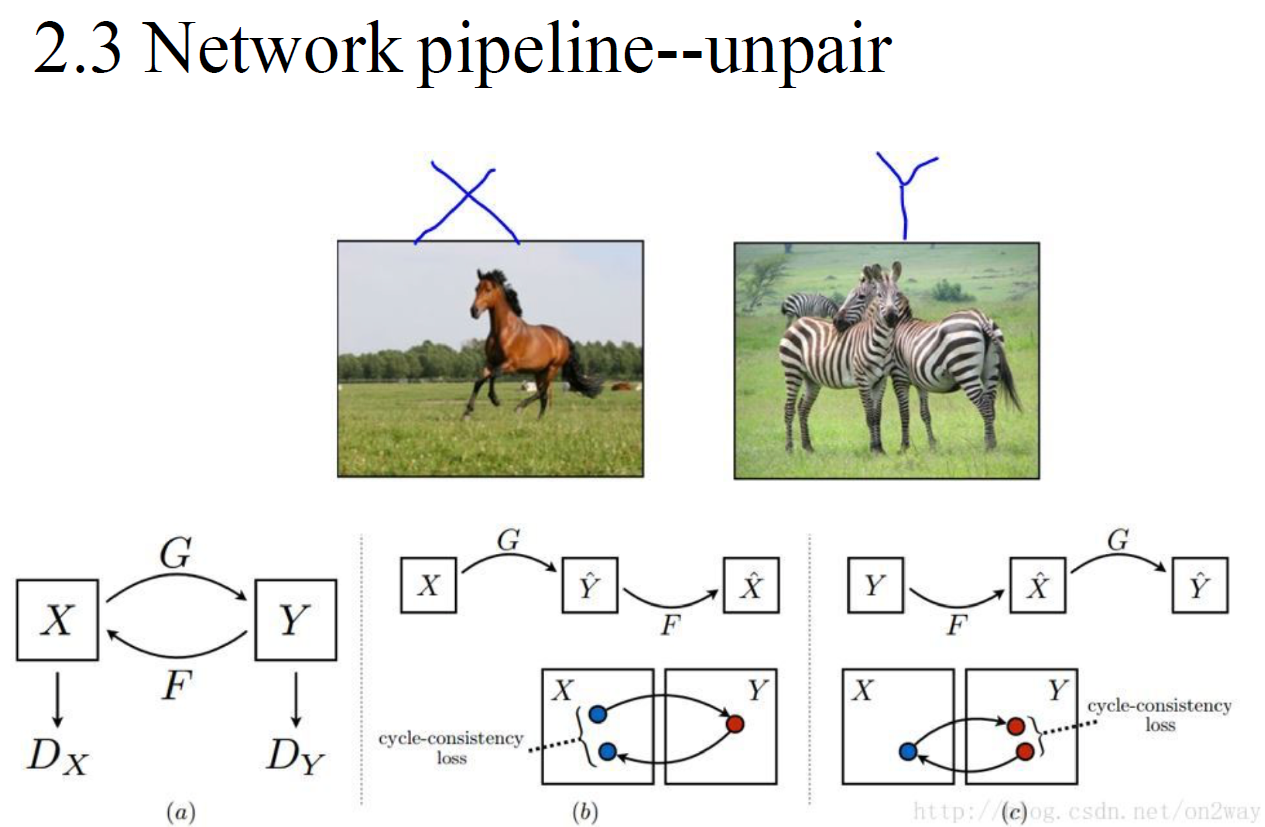 2.3 Network pipeline--unpair
X
Y
G
X
Y
F
D_X
D_Y
(a)
G
X
Ŷ
X̂
F
X
Y
cycle-consistency
loss
(b)
G
Y
X̂
Ŷ
F
X
Y
cycle-consistency
loss
(c)
http://blog.csdn.net/on2way